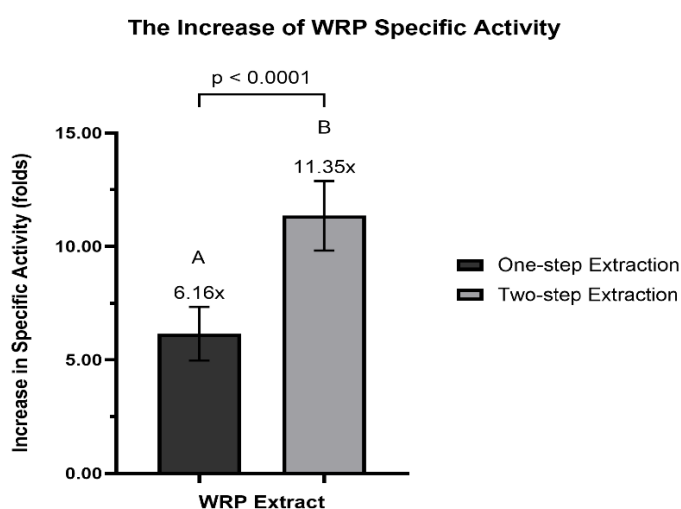 The Increase of WRP Specific Activity
p < 0.0001
15.00
B
11.35x
10.00
A
6.16x
5.00
0.00
Increase in Specific Activity (folds)
WRP Extract
One-step Extraction
Two-step Extraction